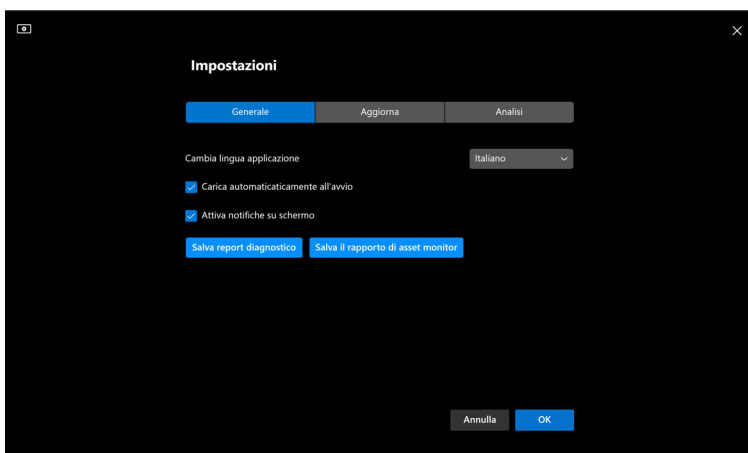 Impostazioni
Generale Aggiorna Analisi
Cambia lingua applicazione Italiano
Carica automaticaticamente all'avvio
Attiva notifiche su schermo
Salva report diagnostico Salva il rapporto di asset monitor
Annulla OK